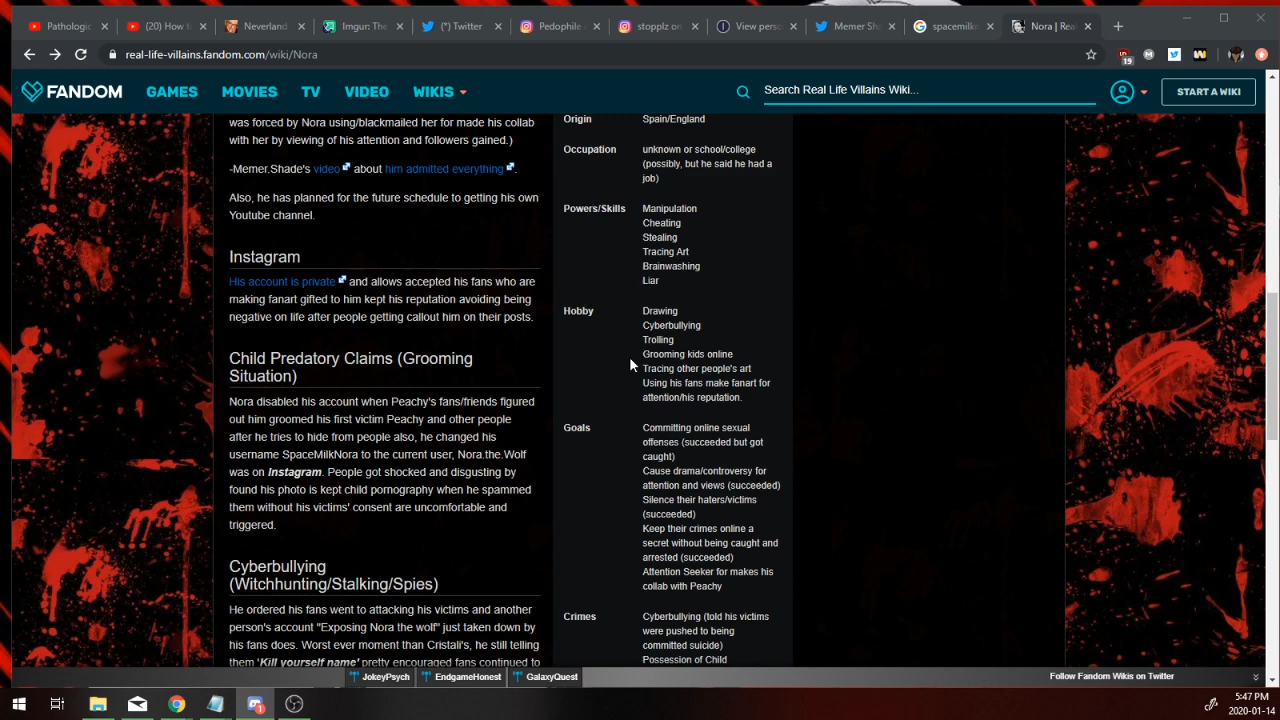 Pathologic
(20) How t
Neverland
Imgur: The
(*) Twitter
Pedophile
stopplz on
View perso
Memer Sh
spacemilk
Nora | Rea
real-life-villains.fandom.com/wiki/Nora
19
FANDOM GAMES MOVIES TV VIDEO WIKIS
Search Real Life Villains Wiki...
START A WIKI
was forced by Nora using/blackmailed her for made his collab
with her by viewing of his attention and followers gained.)
-Memer.Shade's video about him admitted everything.
Also, he has planned for the future schedule to getting his own
Youtube channel.
Instagram
His account is private and allows accepted his fans who are
making fanart gifted to him kept his reputation avoiding being
negative on life after people getting callout him on their posts.
Child Predatory Claims (Grooming
Situation)
Nora disabled his account when Peachy's fans/friends figured
out him groomed his first victim Peachy and other people
after he tries to hide from people also, he changed his
username SpaceMilkNora to the current user, Nora.the.Wolf
was on Instagram. People got shocked and disgusting by
found his photo is kept child pornography when he spammed
them without his victims' consent are uncomfortable and
triggered.
Cyberbullying
(Witchhunting/Stalking/Spies)
He ordered his fans went to attacking his victims and another
person's account "Exposing Nora the wolf" just taken down by
his fans does. Worst ever moment than Cristali's, he still telling
them 'Kill yourself name' pretty encouraged fans continued to
Origin
Spain/England
Occupation
unknown or school/college
(possibly, but he said he had a
job)
Powers/Skills
Manipulation
Cheating
Stealing
Tracing Art
Brainwashing
Liar
Hobby
Drawing
Cyberbullying
Trolling
Grooming kids online
Tracing other people's art
Using his fans make fanart for
attention/his reputation.
Goals
Committing online sexual
offenses (succeeded but got
caught)
Cause drama/controversy for
attention and views (succeeded)
Silence their haters/victims
(succeeded)
Keep their crimes online a
secret without being caught and
arrested (succeeded)
Attention Seeker for makes his
collab with Peachy
Crimes
Cyberbullying (told his victims
were pushed to being
committed suicide)
Possession of Child
JokeyPsych
EndgameHonest
GalaxyQuest
Follow Fandom Wikis on Twitter
5:47 PM
2020-01-14